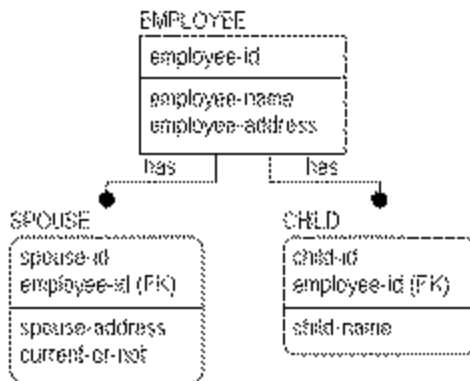 EMPLOYEE
employee-id
employee-name
employee-address
has
has
SPOUSE
spouse-id
employee-id (FK)
spouse-address
current-or-not
CHILD
child-id
employee-id (FK)
child-name